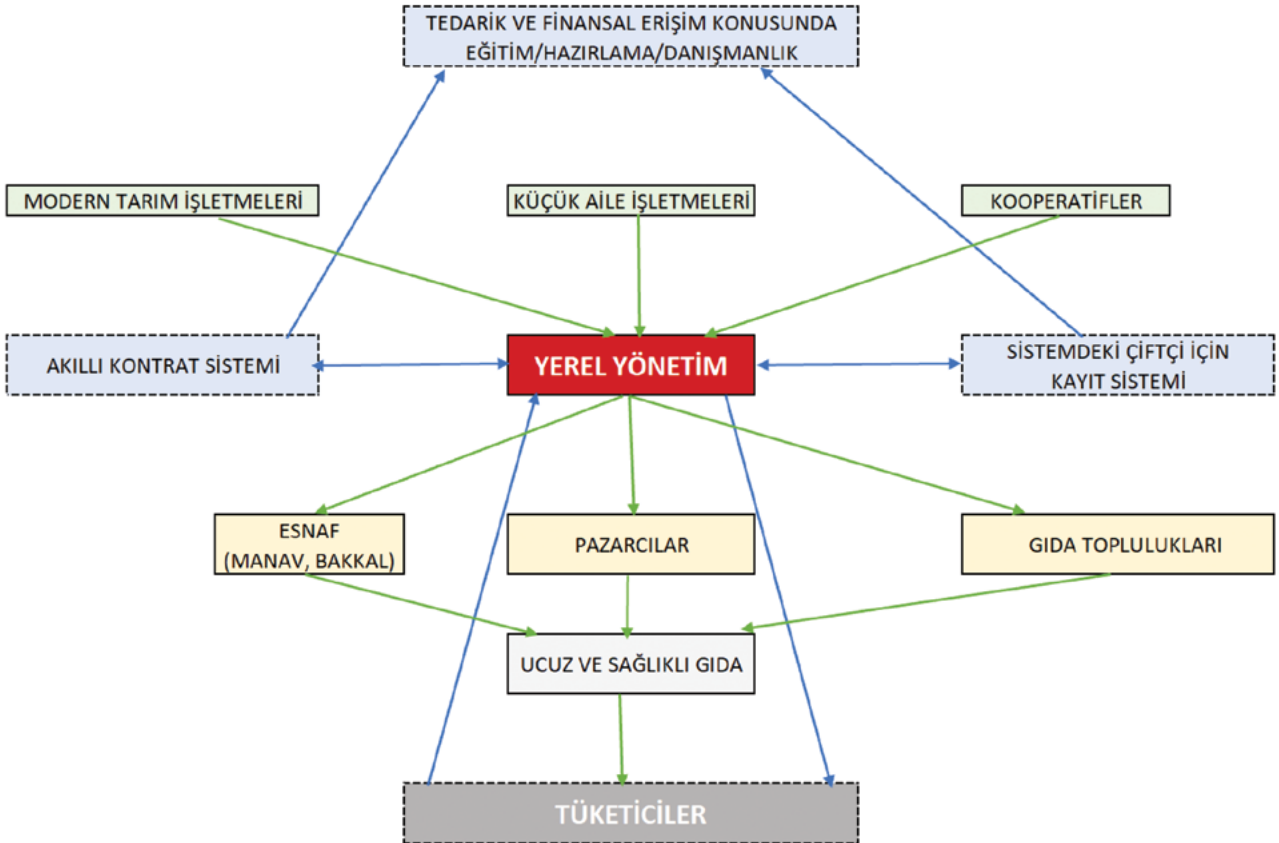 TEDARİK VE FİNANSAL ERİŞİM KONUSUNDA
EĞİTİM/HAZIRLAMA/DANIŞMANLIK
MODERN TARIM İŞLETMELERİ
KÜÇÜK AİLE İŞLETMELERİ
KOOPERATİFLER
AKILLI KONTRAT SİSTEMİ
YEREL YÖNETİM
SİSTEMDEKİ ÇİFTÇİ İÇİN
KAYIT SİSTEMİ
ESNAF
(MANAV, BAKKAL)
PAZARCILAR
GIDA TOPLULUKLARI
UCUZ VE SAĞLIKLI GIDA
TÜKETİCİLER